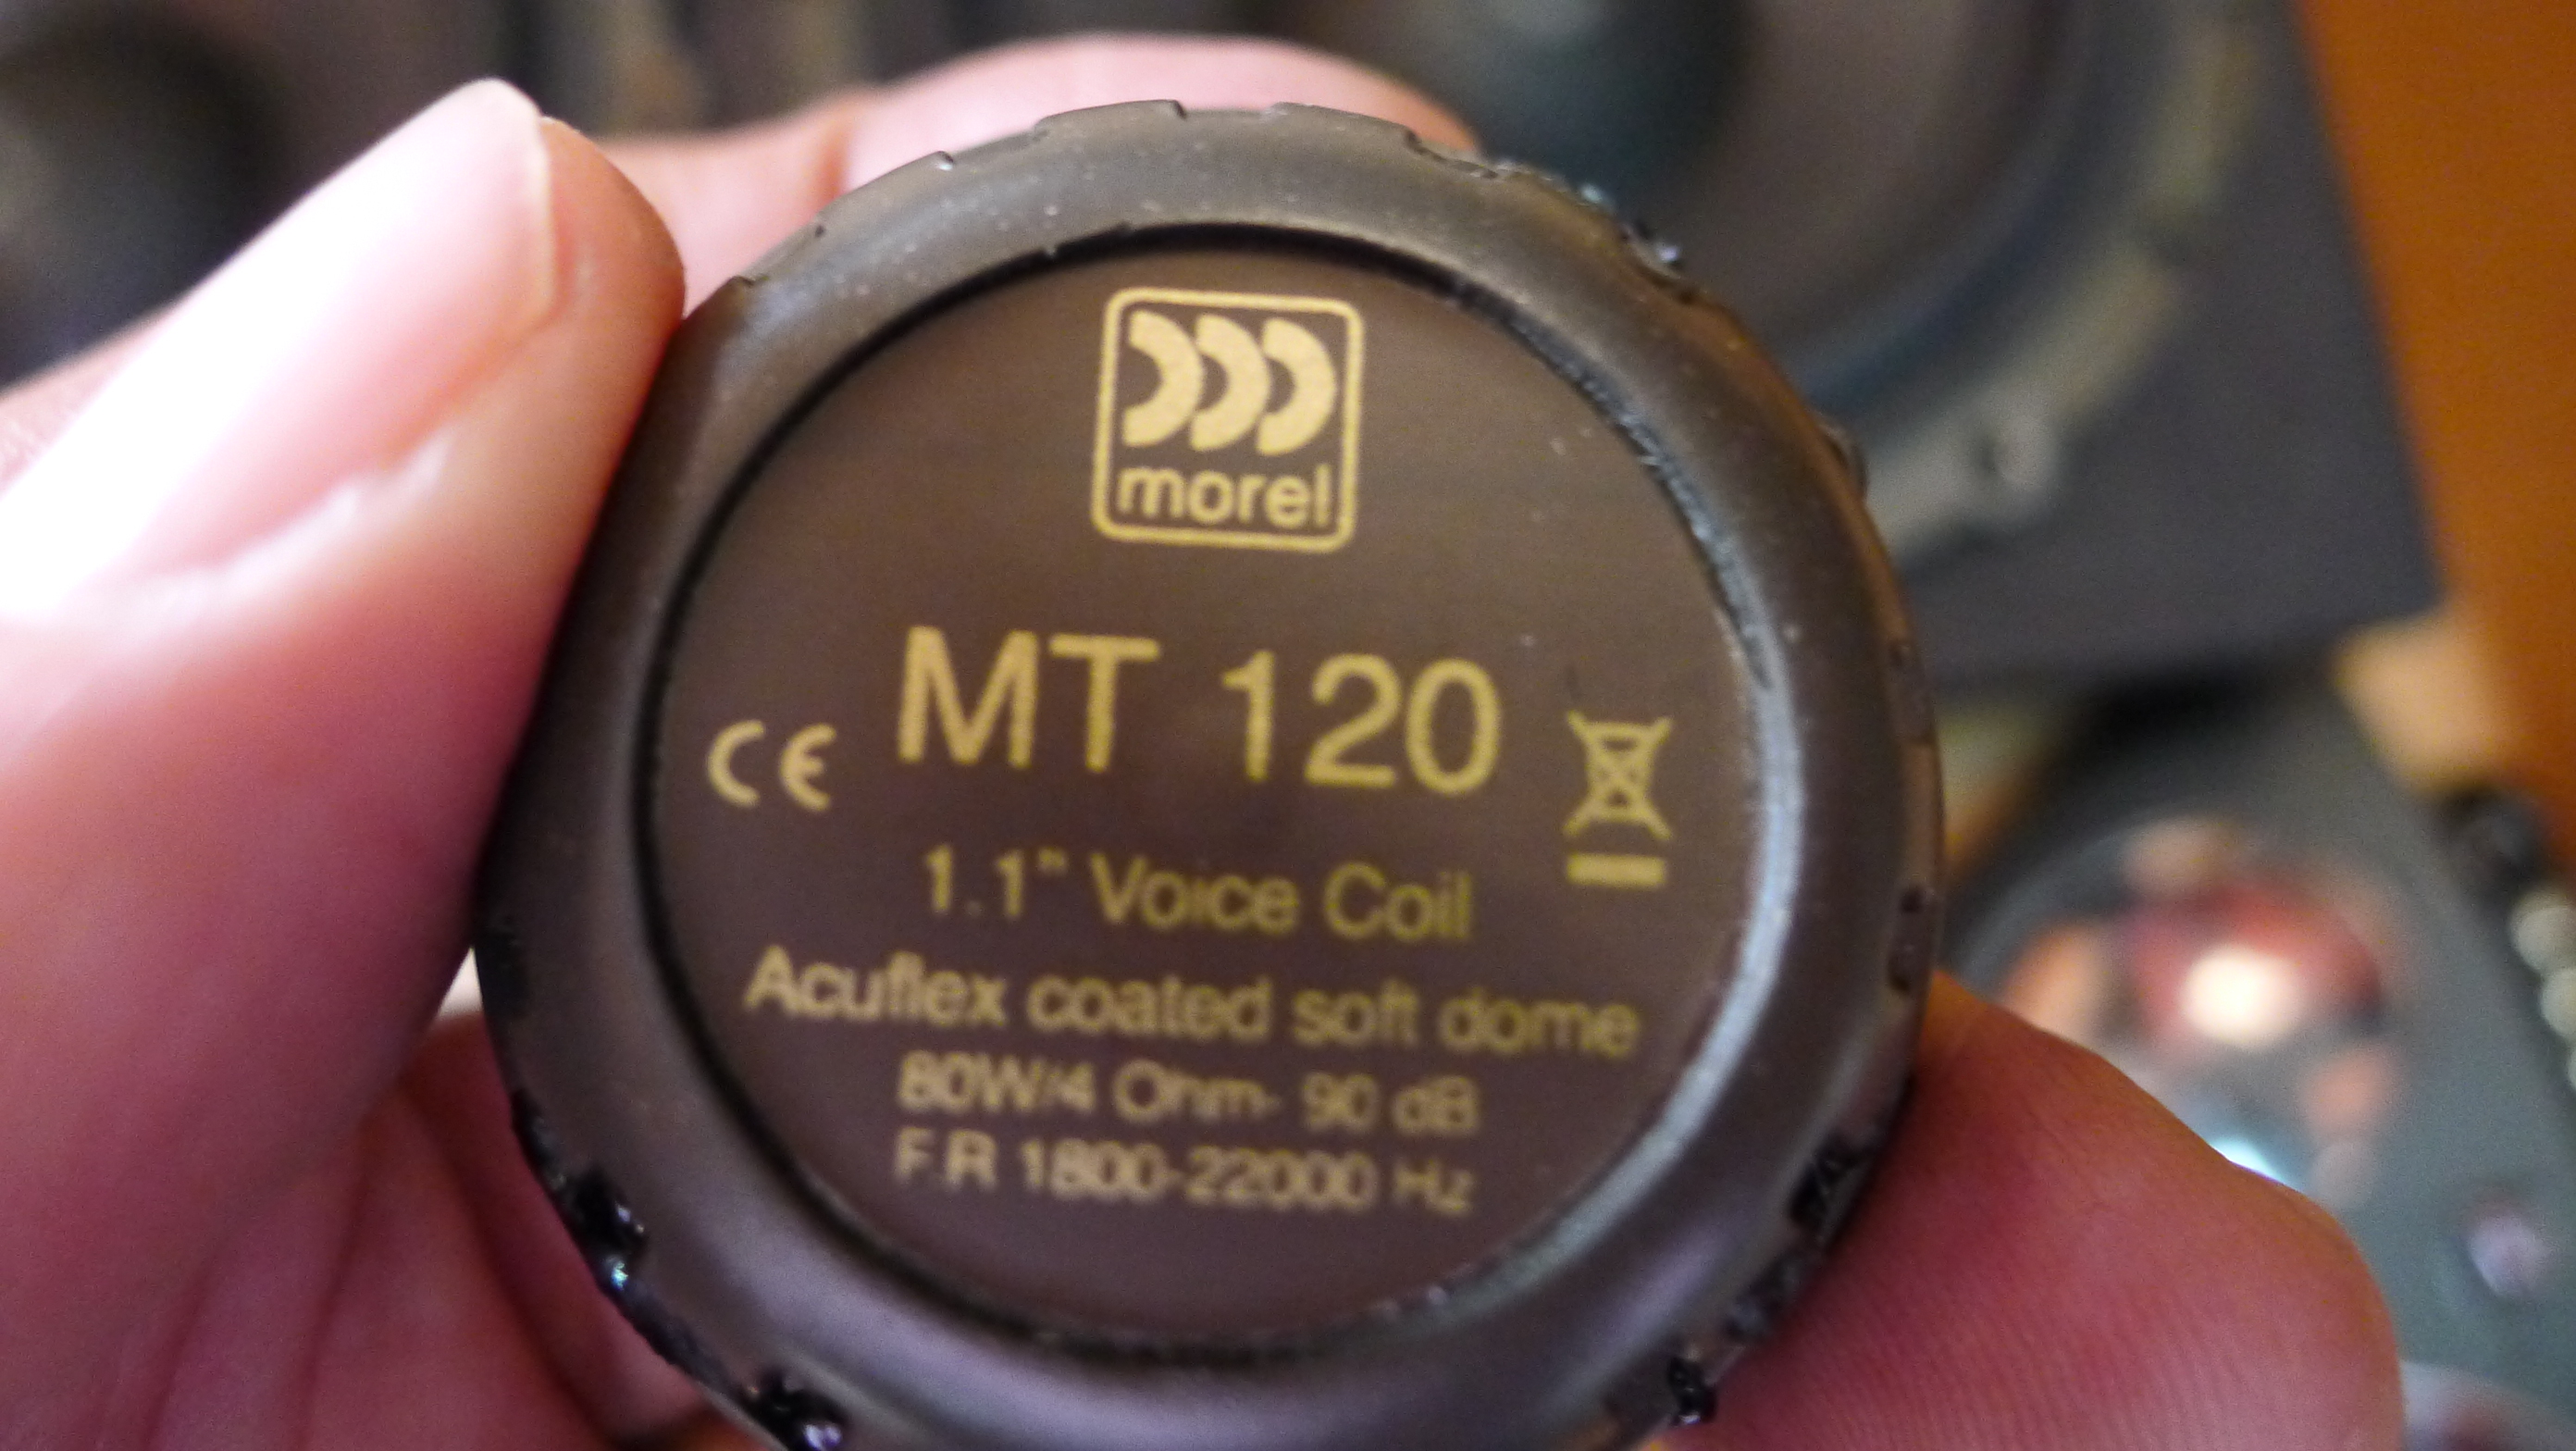 morel
MT 120
CE
1.1" Voice Coil
Acuflex coated soft dome
80W/4 Ohm- 90 dB
F.R 1800-22000 Hz